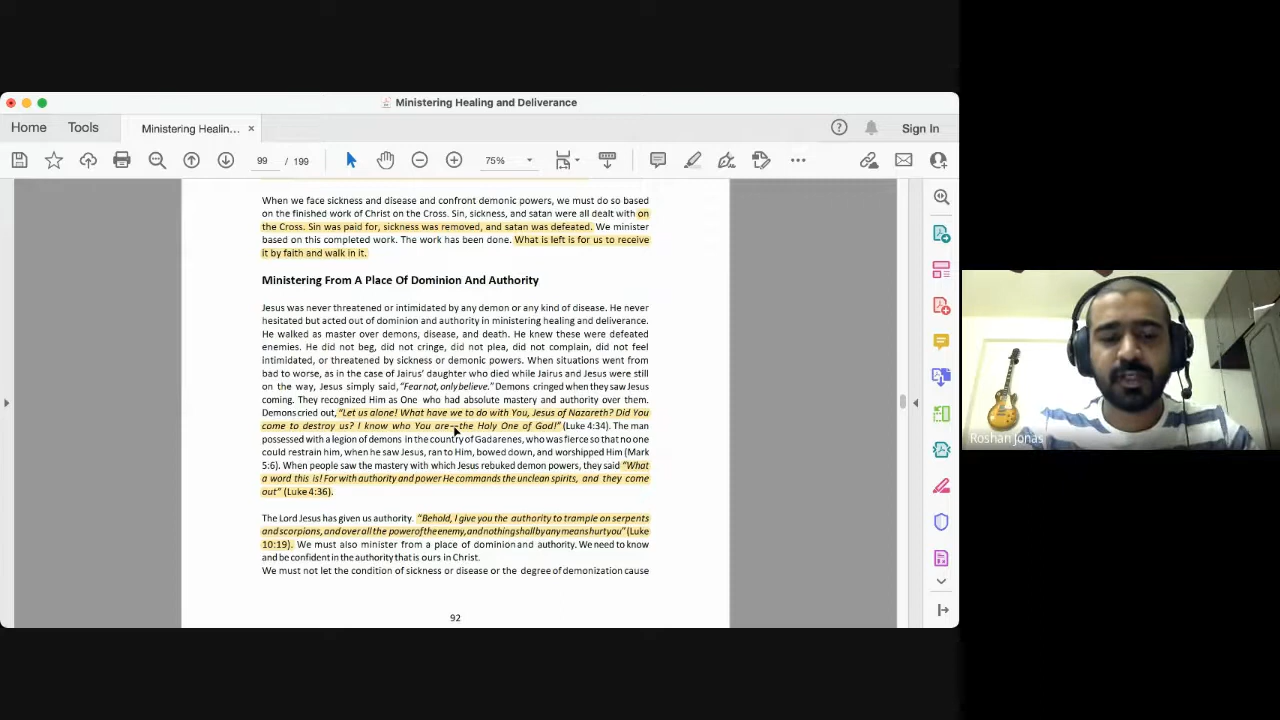 Ministering Healing and Deliverance
Home
Tools
Ministering Healin...
×
Sign In
99 / 199
75%
When we face sickness and disease and confront demonic powers, we must do so based
on the finished work of Christ on the Cross. Sin, sickness, and satan were all dealt with on
the Cross. Sin was paid for, sickness was removed, and satan was defeated. We minister
based on this completed work. The work has been done. What is left is for us to receive
it by faith and walk in it.
Ministering From A Place Of Dominion And Authority
Jesus was never threatened or intimidated by any demon or any kind of disease. He never
hesitated but acted out of dominion and authority in ministering healing and deliverance.
He walked as master over demons, disease, and death. He knew these were defeated
enemies. He did not beg, did not cringe, did not plea, did not complain, did not feel
intimidated, or threatened by sickness or demonic powers. When situations went from
bad to worse, as in the case of Jairus' daughter who died while Jairus and Jesus were still
on the way, Jesus simply said, “Fear not, only believe.” Demons cringed when they saw Jesus
coming. They recognized Him as One who had absolute mastery and authority over them.
Demons cried out, “Let us alone! What have we to do with You, Jesus of Nazareth? Did You
come to destroy us? I know who You are—the Holy One of God!” (Luke 4:34). The man
possessed with a legion of demons in the country of Gadarenes, who was fierce so that no one
could restrain him, when he saw Jesus, ran to Him, bowed down, and worshipped Him (Mark
5:6). When people saw the mastery with which Jesus rebuked demon powers, they said “What
a word this is! For with authority and power He commands the unclean spirits, and they come
out” (Luke 4:36).
The Lord Jesus has given us authority. “Behold, I give you the authority to trample on serpents
and scorpions, and over all the power of the enemy, and nothing shall by any means hurt you” (Luke
10:19). We must also minister from a place of dominion and authority. We need to know
and be confident in the authority that is ours in Christ.
We must not let the condition of sickness or disease or the degree of demonization cause
92
Roshan Jonas